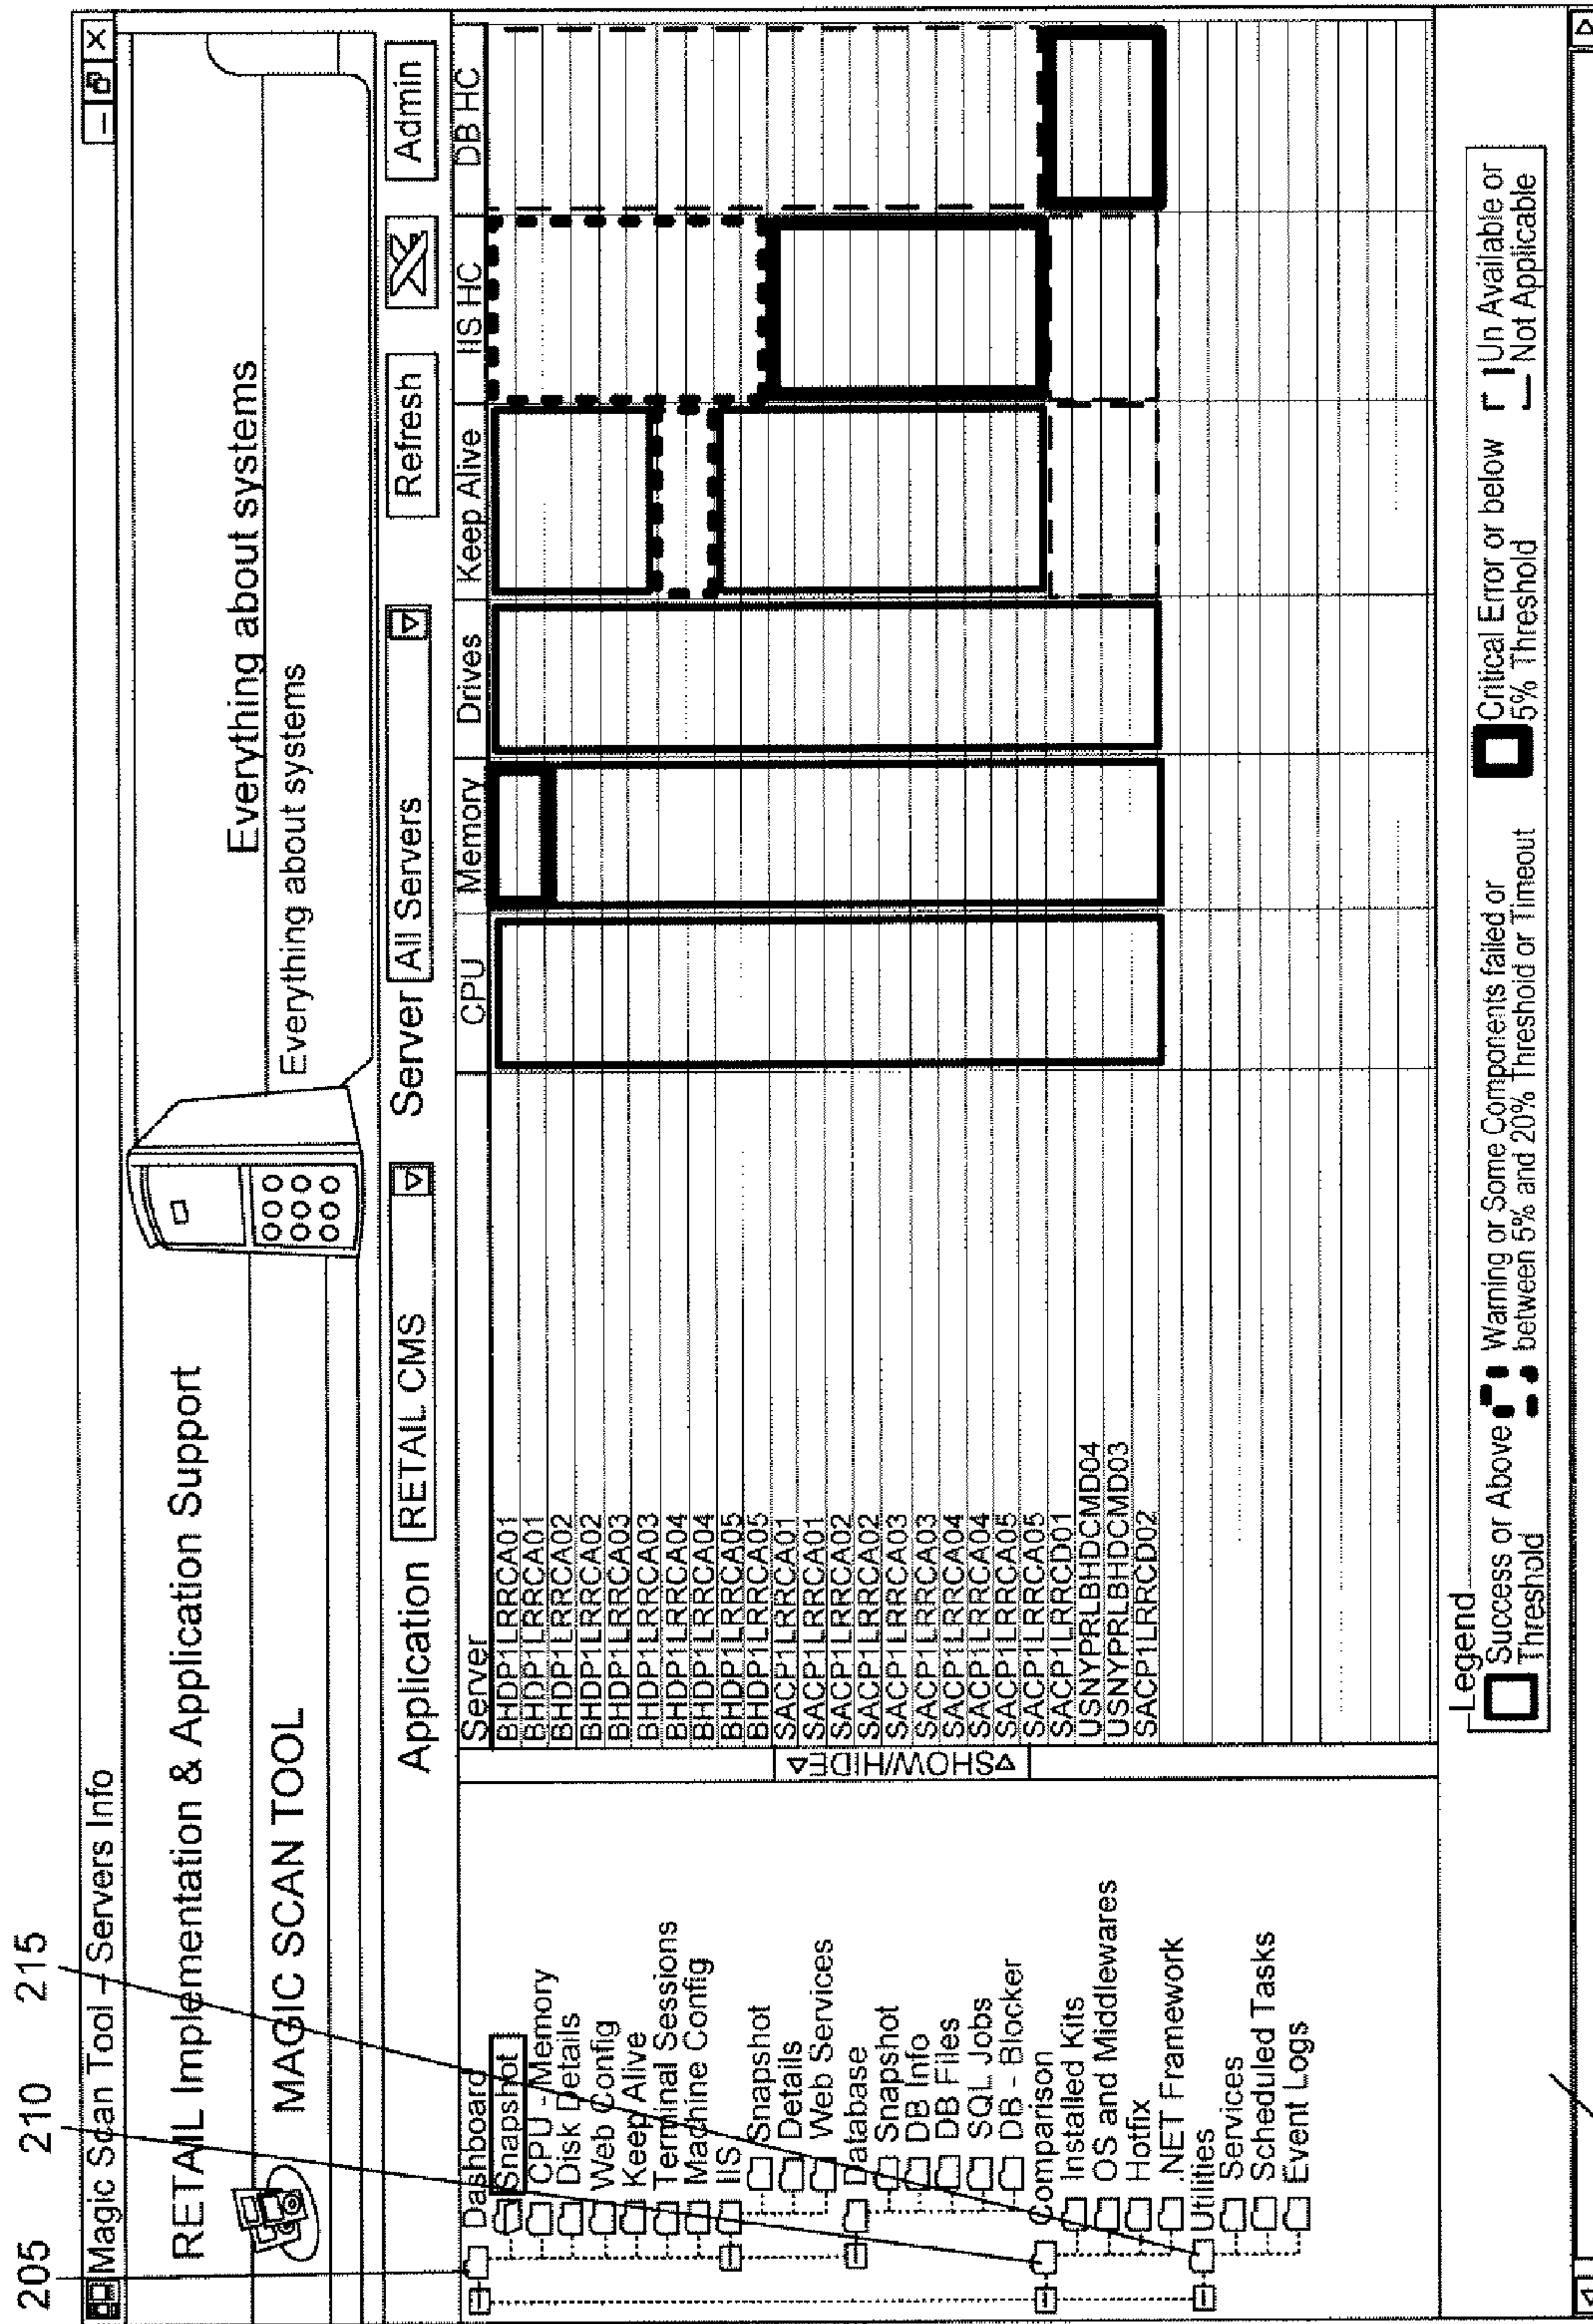 205 210 215
Magic Scan Tool - Servers Info
RETAIL Implementation & Application Support
Everything about systems
MAGIC SCAN TOOL
Everything about systems
Application RETAIL CMS Server All Servers Refresh Admin
Dashboard
Snapshot
CPU - Memory
Disk Details
Web Config
Keep Alive
Terminal Sessions
Machine Config
IIS
Snapshot
Details
Web Services
Database
Snapshot
DB Info
DB Files
SQL Jobs
DB - Blocker
Comparison
Installed Kits
OS and Middlewares
Hotfix
.NET Framework
Utilities
Services
Scheduled Tasks
Event Logs
SHOW/HIDE
Server CPU Memory Drives Keep Alive IIS HC DB HC
BHDP1LRRCA01
BHDP1LRRCA01
BHDP1LRRCA02
BHDP1LRRCA02
BHDP1LRRCA03
BHDP1LRRCA03
BHDP1LRRCA04
BHDP1LRRCA04
BHDP1LRRCA05
BHDP1LRRCA05
SACP1LRRCA01
SACP1LRRCA01
SACP1LRRCA02
SACP1LRRCA02
SACP1LRRCA03
SACP1LRRCA03
SACP1LRRCA04
SACP1LRRCA04
SACP1LRRCA05
SACP1LRRCA05
SACP1LRRCD01
USNYPRLBHDCMD04
USNYPRLBHDCMD03
SACP1LRRCD02
Legend
Success or Above
Threshold
Warning or Some Components failed or
between 5% and 20% Threshold or Timeout
Critical Error or below
5% Threshold
Un Available or
Not Applicable